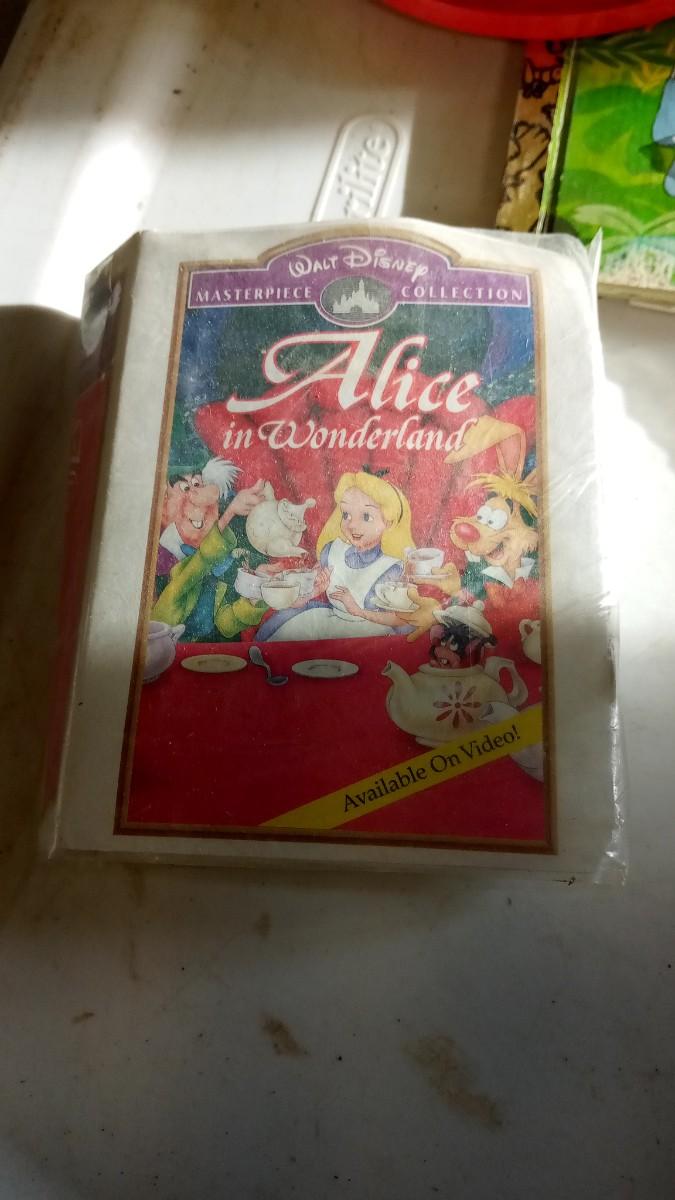 WALT DISNEY
MASTERPIECE COLLECTION
Alice
in Wonderland
Available On Video!